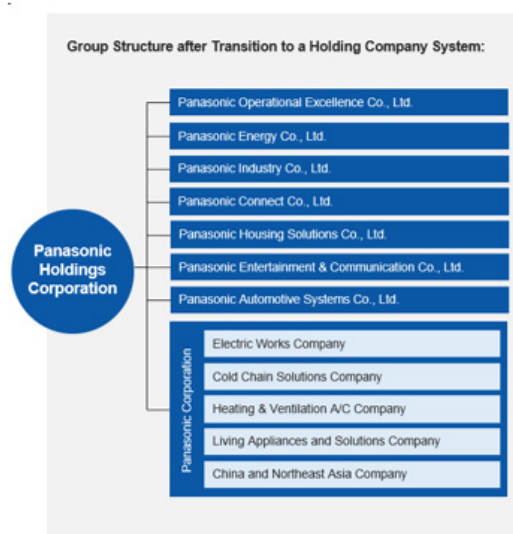 Group Structure after Transition to a Holding Company System:
Panasonic Operational Excellence Co., Ltd.
Panasonic Energy Co., Ltd.
Panasonic Industry Co., Ltd.
Panasonic Connect Co., Ltd.
Panasonic Housing Solutions Co., Ltd.
Panasonic Entertainment & Communication Co., Ltd.
Panasonic Automotive Systems Co., Ltd.
Panasonic
Holdings
Corporation
Panasonic Corporation
Electric Works Company
Cold Chain Solutions Company
Heating & Ventilation A/C Company
Living Appliances and Solutions Company
China and Northeast Asia Company